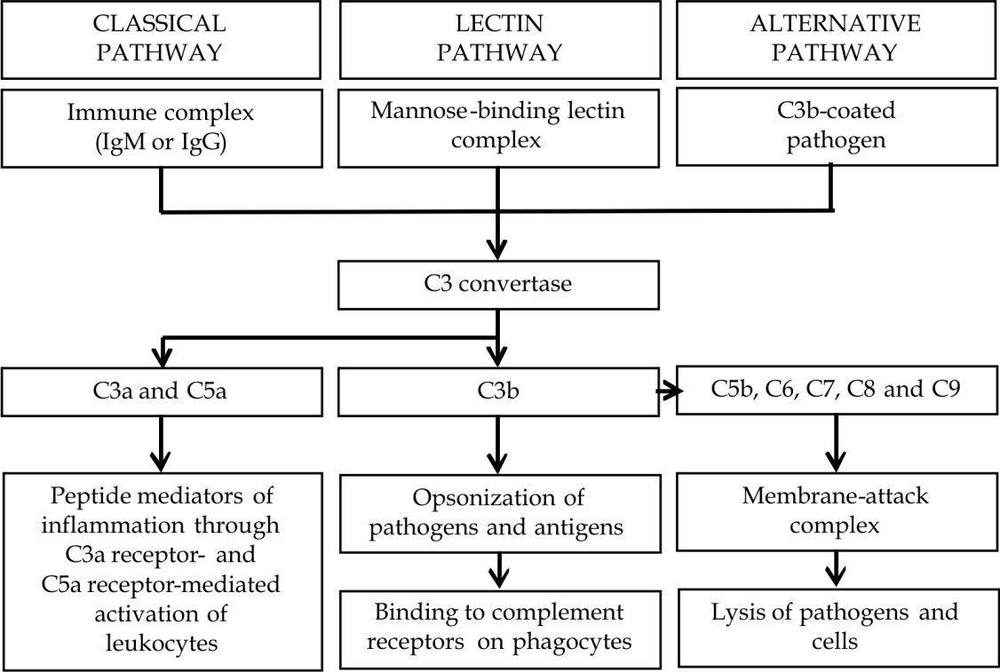 CLASSICAL
PATHWAY
LECTIN
PATHWAY
ALTERNATIVE
PATHWAY
Immune complex
(IgM or IgG)
Mannose-binding lectin
complex
C3b-coated
pathogen
C3 convertase
C3a and C5a
C3b
C5b, C6, C7, C8 and C9
Peptide mediators of
inflammation through
C3a receptor- and
C5a receptor-mediated
activation of
leukocytes
Opsonization of
pathogens and antigens
Membrane-attack
complex
Binding to complement
receptors on phagocytes
Lysis of pathogens and
cells